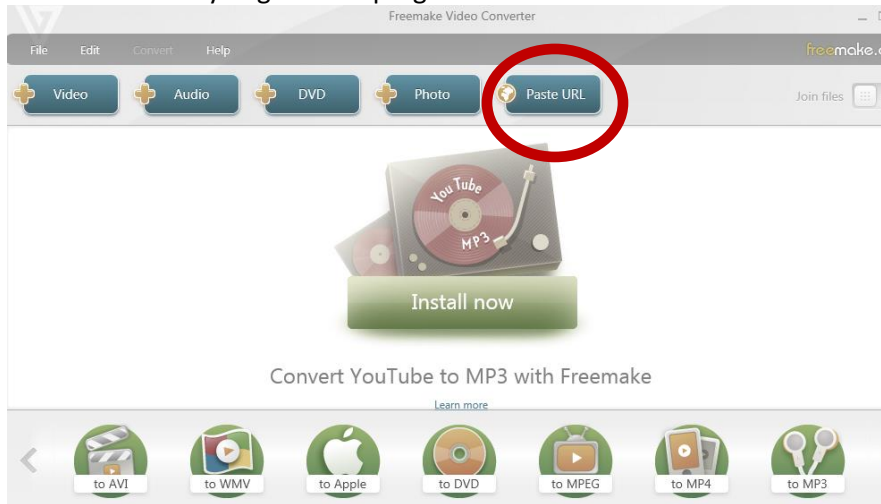 Freemake Video Converter
File Edit Convert Help
freemake.c
Video Audio DVD Photo Paste URL
Join files
You Tube
MP3
Install now
Convert YouTube to MP3 with Freemake
Learn more
to AVI to WMV to Apple to DVD to MPEG to MP4 to MP3